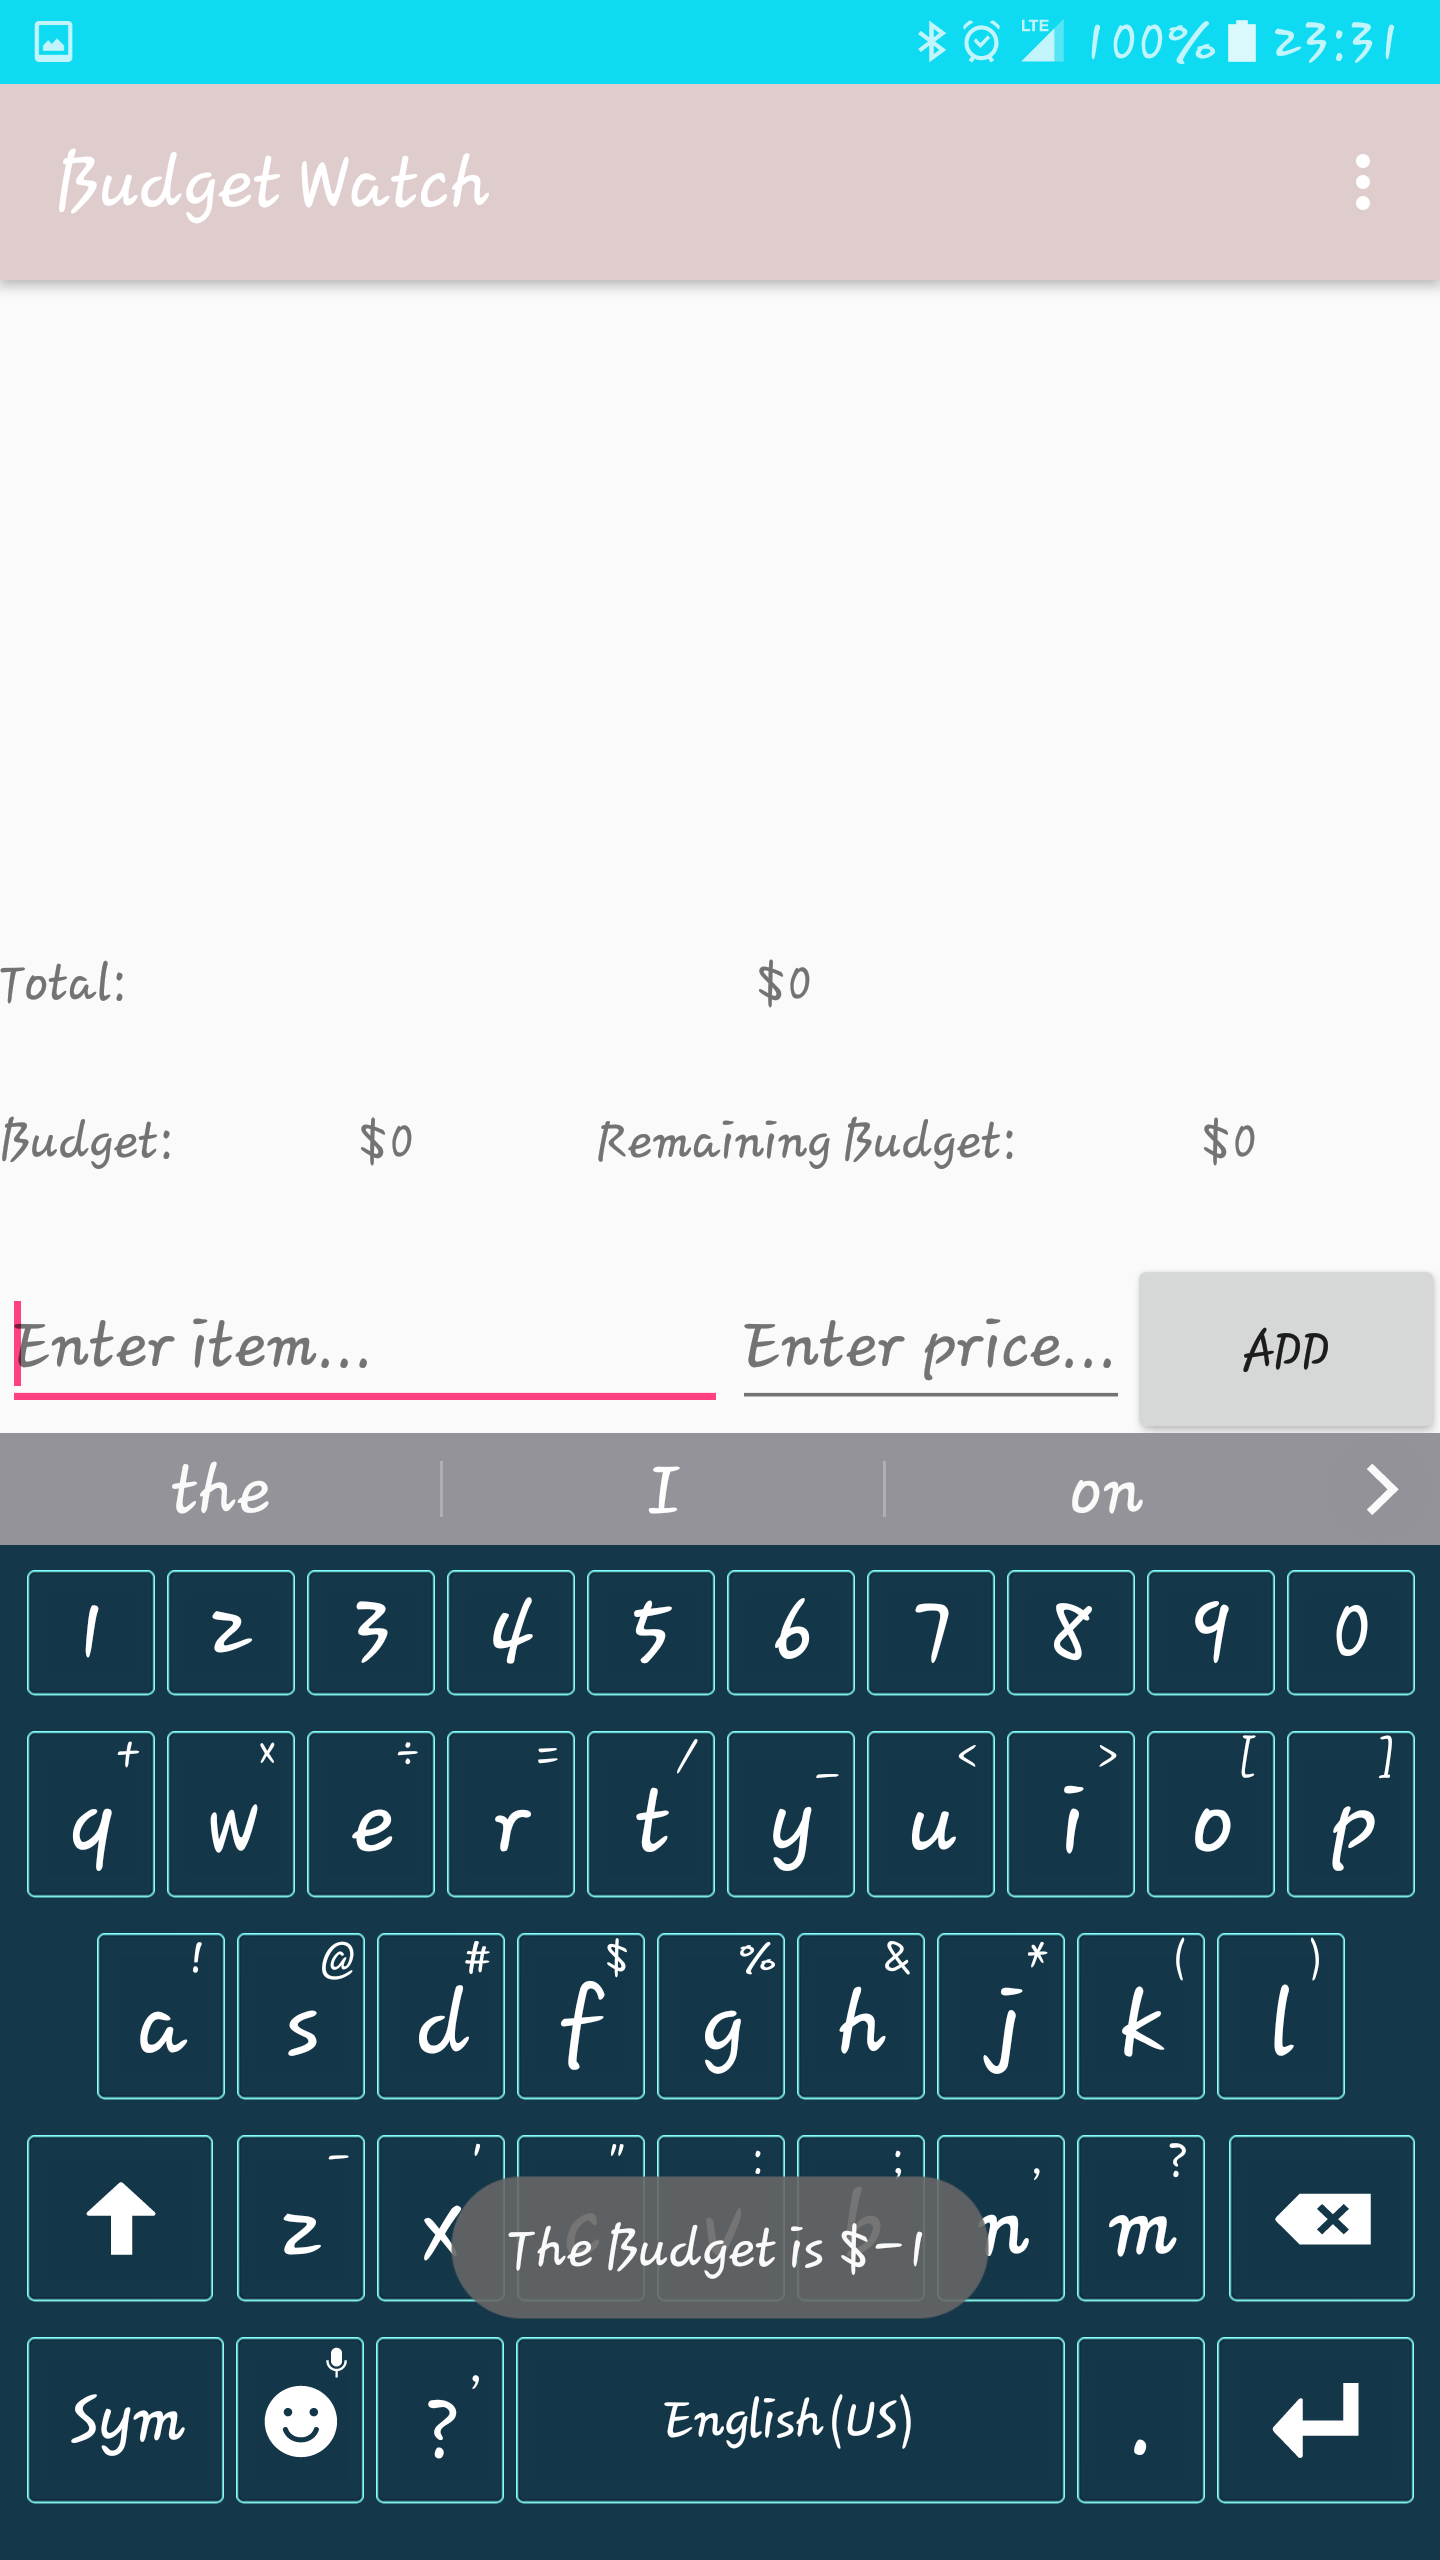 LTE 100% 23:31
Budget Watch
Total: $0
Budget: $0 Remaining Budget: $0
Enter item... Enter price... ADD
the I on
1 2 3 4 5 6 7 8 9 0
+ × ÷ = / _ < > [ ]
q w e r t y u i o p
! @ # $ % & * ( )
a s d f g h j k l
- ' " : ; , ?
z x c v b n m
The Budget is $-1
Sym ? , English(US) .